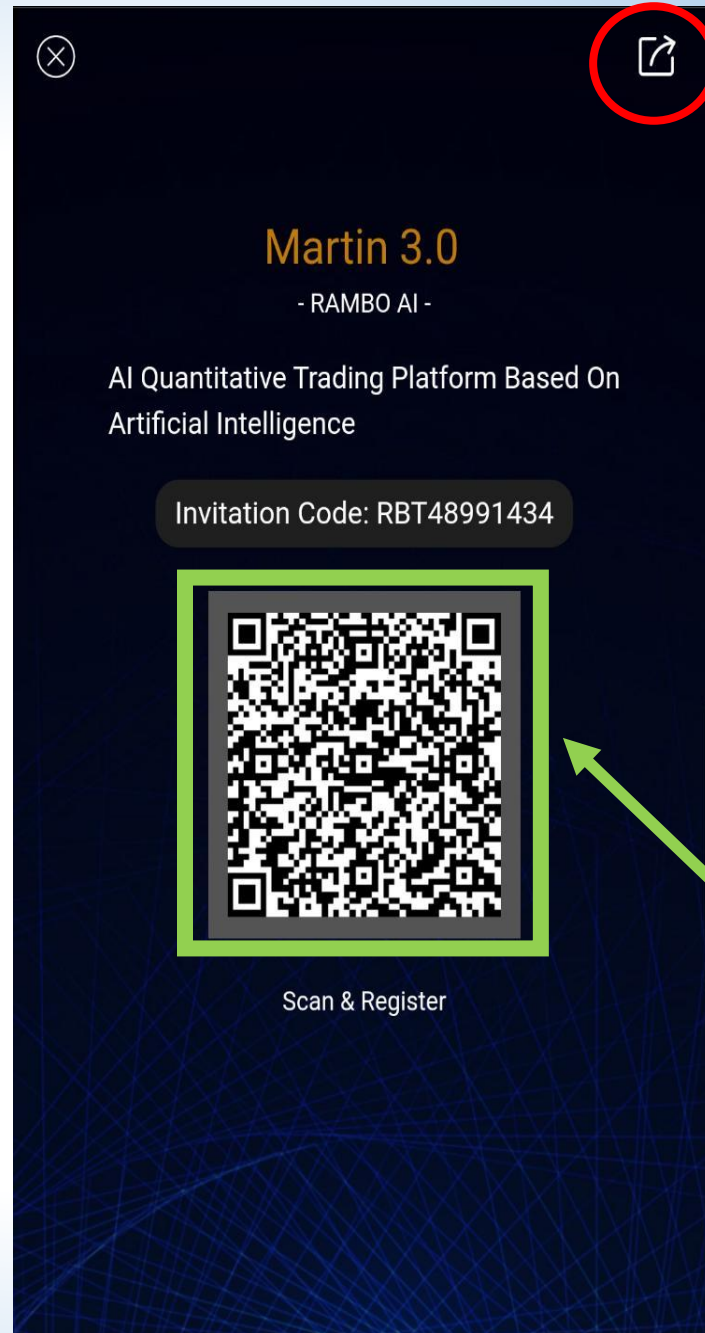 Martin 3.0
- RAMBO AI -
AI Quantitative Trading Platform Based On
Artificial Intelligence
Invitation Code: RBT48991434
Scan & Register